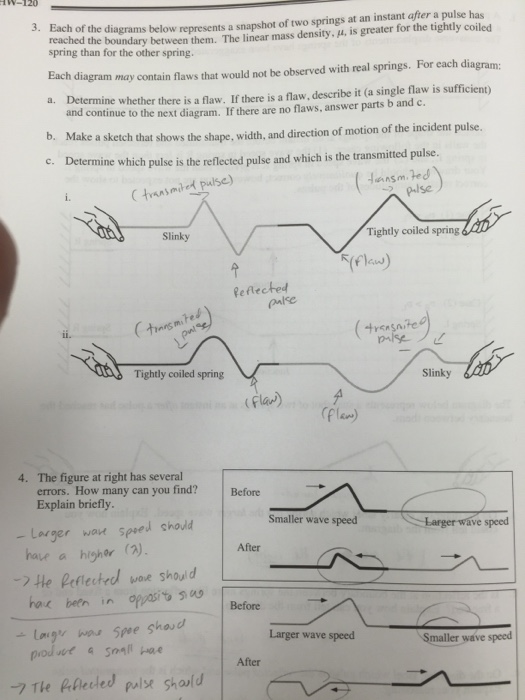 HW-120
3. Each of the diagrams below represents a snapshot of two springs at an instant after a pulse has
reached the boundary between them. The linear mass density, μ, is greater for the tightly coiled
spring than for the other spring.
Each diagram may contain flaws that would not be observed with real springs. For each diagram:
a. Determine whether there is a flaw. If there is a flaw, describe it (a single flaw is sufficient)
and continue to the next diagram. If there are no flaws, answer parts b and c.
b. Make a sketch that shows the shape, width, and direction of motion of the incident pulse.
c. Determine which pulse is the reflected pulse and which is the transmitted pulse.
i.
(transmited pulse)
(transmited)
pulse
Slinky
Tightly coiled spring
(flaw)
Reflected
pulse
ii.
(transmited)
pulse
Tightly coiled spring
Slinky
(flaw)
(flaw)
4. The figure at right has several
errors. How many can you find?
Explain briefly.
- Larger wave speed should
have a higher (λ).
-> the Reflected wave should
have been in opposite
- Larger should
produce a small
-> The Reflected pulse should
Before
Smaller wave speed
Larger wave speed
After
Before
Larger wave speed
Smaller wave speed
After